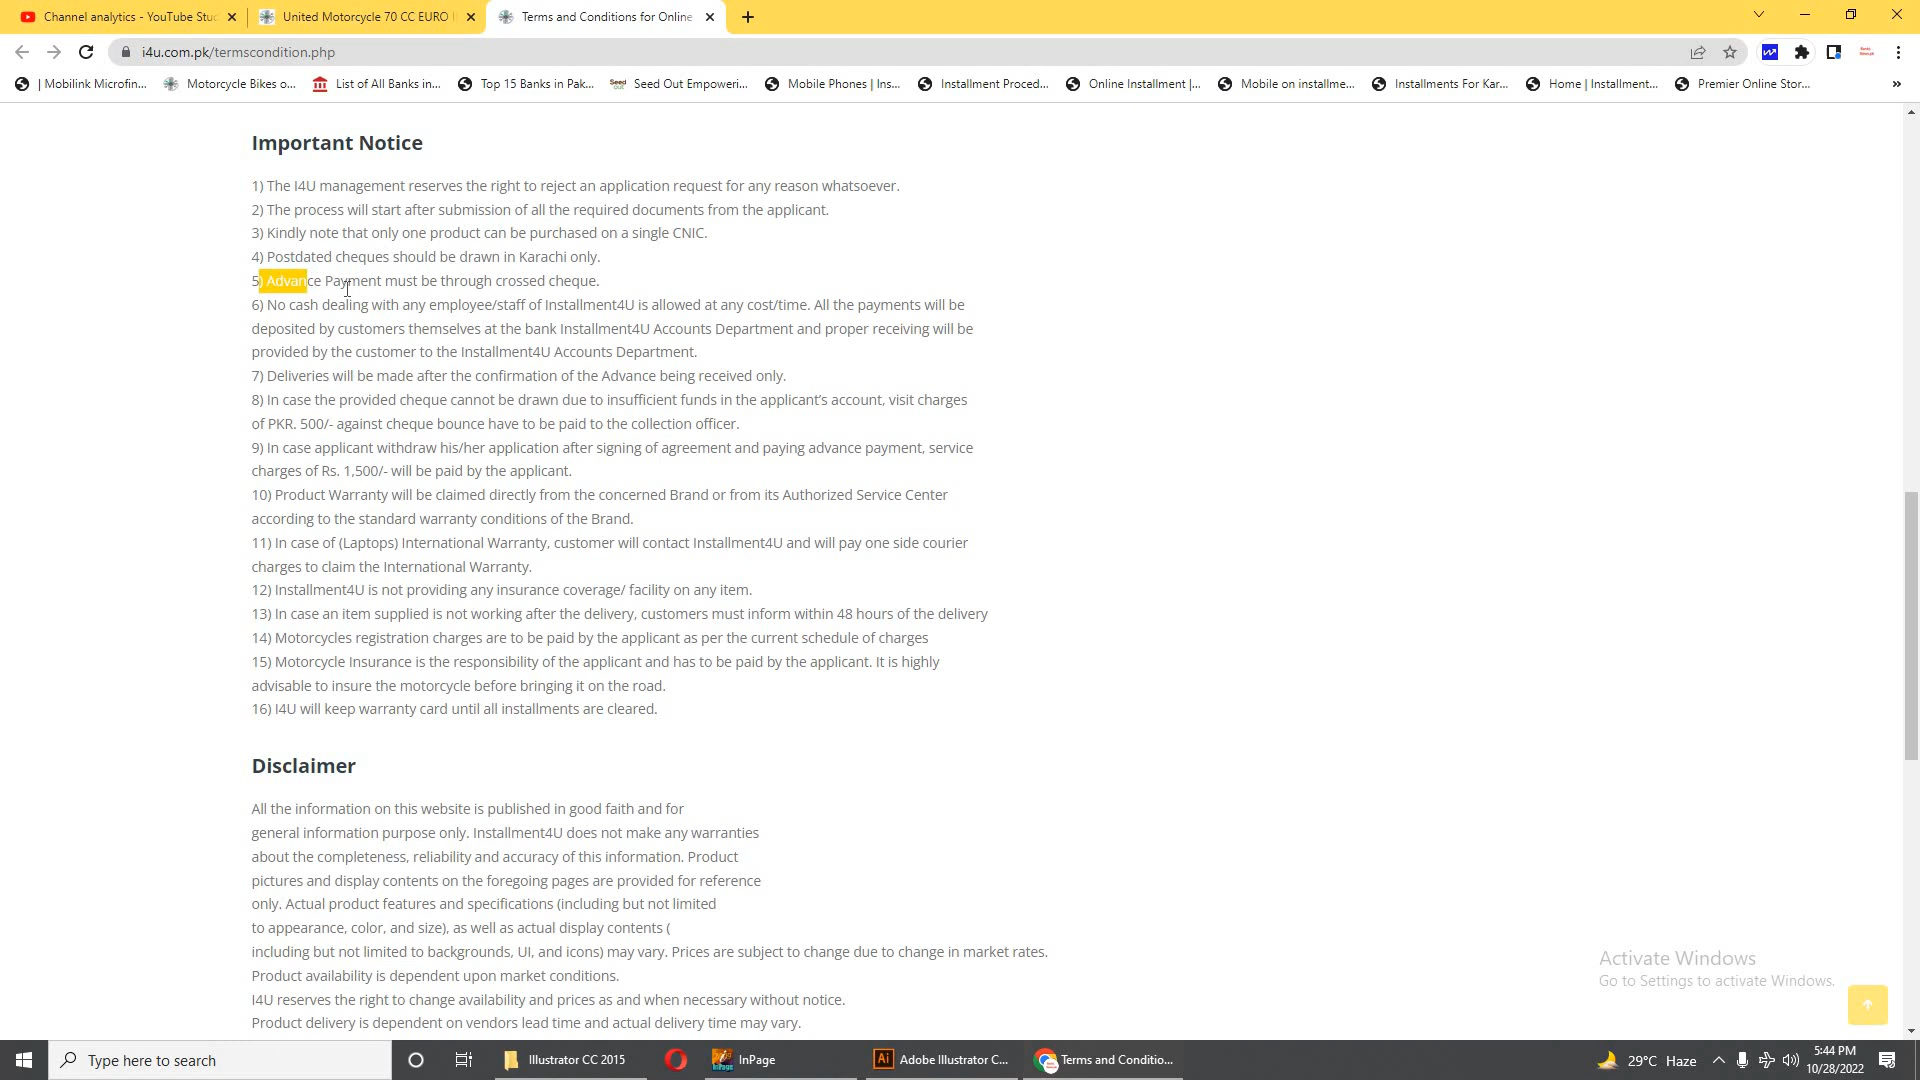 Channel analytics - YouTube Stu
United Motorcycle 70 CC EURO
Terms and Conditions for Online
i4u.com.pk/termscondition.php
| Mobilink Microfin...
Motorcycle Bikes o...
List of All Banks in...
Top 15 Banks in Pak...
Seed Out Empoweri...
Mobile Phones | Ins...
Installment Proced...
Online Installment |...
Mobile on installme...
Installments For Kar...
Home | Installment...
Premier Online Stor...
»
Important Notice
1) The I4U management reserves the right to reject an application request for any reason whatsoever.
2) The process will start after submission of all the required documents from the applicant.
3) Kindly note that only one product can be purchased on a single CNIC.
4) Postdated cheques should be drawn in Karachi only.
5) Advance Payment must be through crossed cheque.
6) No cash dealing with any employee/staff of Installment4U is allowed at any cost/time. All the payments will be
deposited by customers themselves at the bank Installment4U Accounts Department and proper receiving will be
provided by the customer to the Installment4U Accounts Department.
7) Deliveries will be made after the confirmation of the Advance being received only.
8) In case the provided cheque cannot be drawn due to insufficient funds in the applicant's account, visit charges
of PKR. 500/- against cheque bounce have to be paid to the collection officer.
9) In case applicant withdraw his/her application after signing of agreement and paying advance payment, service
charges of Rs. 1,500/- will be paid by the applicant.
10) Product Warranty will be claimed directly from the concerned Brand or from its Authorized Service Center
according to the standard warranty conditions of the Brand.
11) In case of (Laptops) International Warranty, customer will contact Installment4U and will pay one side courier
charges to claim the International Warranty.
12) Installment4U is not providing any insurance coverage/ facility on any item.
13) In case an item supplied is not working after the delivery, customers must inform within 48 hours of the delivery
14) Motorcycles registration charges are to be paid by the applicant as per the current schedule of charges
15) Motorcycle Insurance is the responsibility of the applicant and has to be paid by the applicant. It is highly
advisable to insure the motorcycle before bringing it on the road.
16) I4U will keep warranty card until all installments are cleared.
Disclaimer
All the information on this website is published in good faith and for
general information purpose only. Installment4U does not make any warranties
about the completeness, reliability and accuracy of this information. Product
pictures and display contents on the foregoing pages are provided for reference
only. Actual product features and specifications (including but not limited
to appearance, color, and size), as well as actual display contents (
including but not limited to backgrounds, UI, and icons) may vary. Prices are subject to change due to change in market rates.
Product availability is dependent upon market conditions.
I4U reserves the right to change availability and prices as and when necessary without notice.
Product delivery is dependent on vendors lead time and actual delivery time may vary.
Activate Windows
Go to Settings to activate Windows.
Type here to search
Illustrator CC 2015
InPage
Ai
Adobe Illustrator C...
Terms and Conditio...
29°C Haze
5:44 PM
10/28/2022